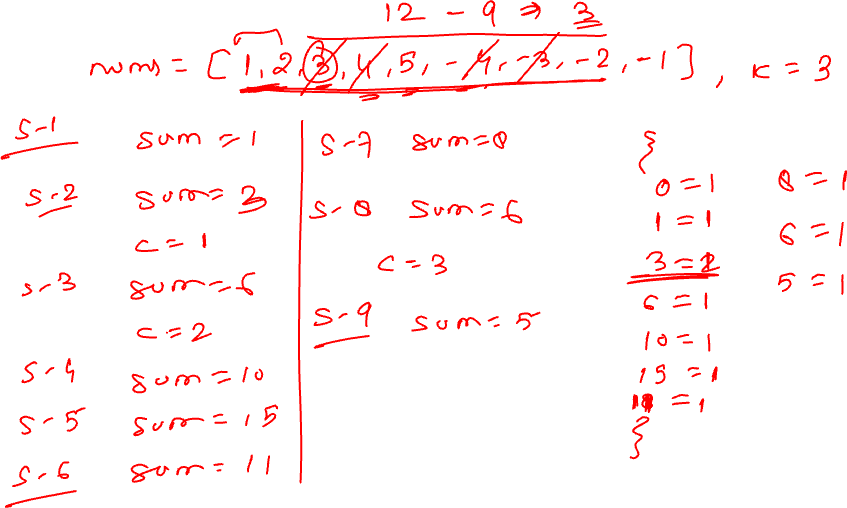 12 - 9 ⇒ 3
nums = [1, 2, 3, 4, 5, -4, -3, -2, -1], K = 3
S-1 sum = 1
S-2 sum = 3
c = 1
S-3 sum = 6
c = 2
S-4 sum = 10
S-5 sum = 15
S-6 sum = 11
S-7 sum = 8
S-8 sum = 6
c = 3
S-9 sum = 5
{
0 = 1
1 = 1
3 = 1
6 = 1
10 = 1
15 = 1
11 = 1
}
8 = 1
6 = 1
5 = 1